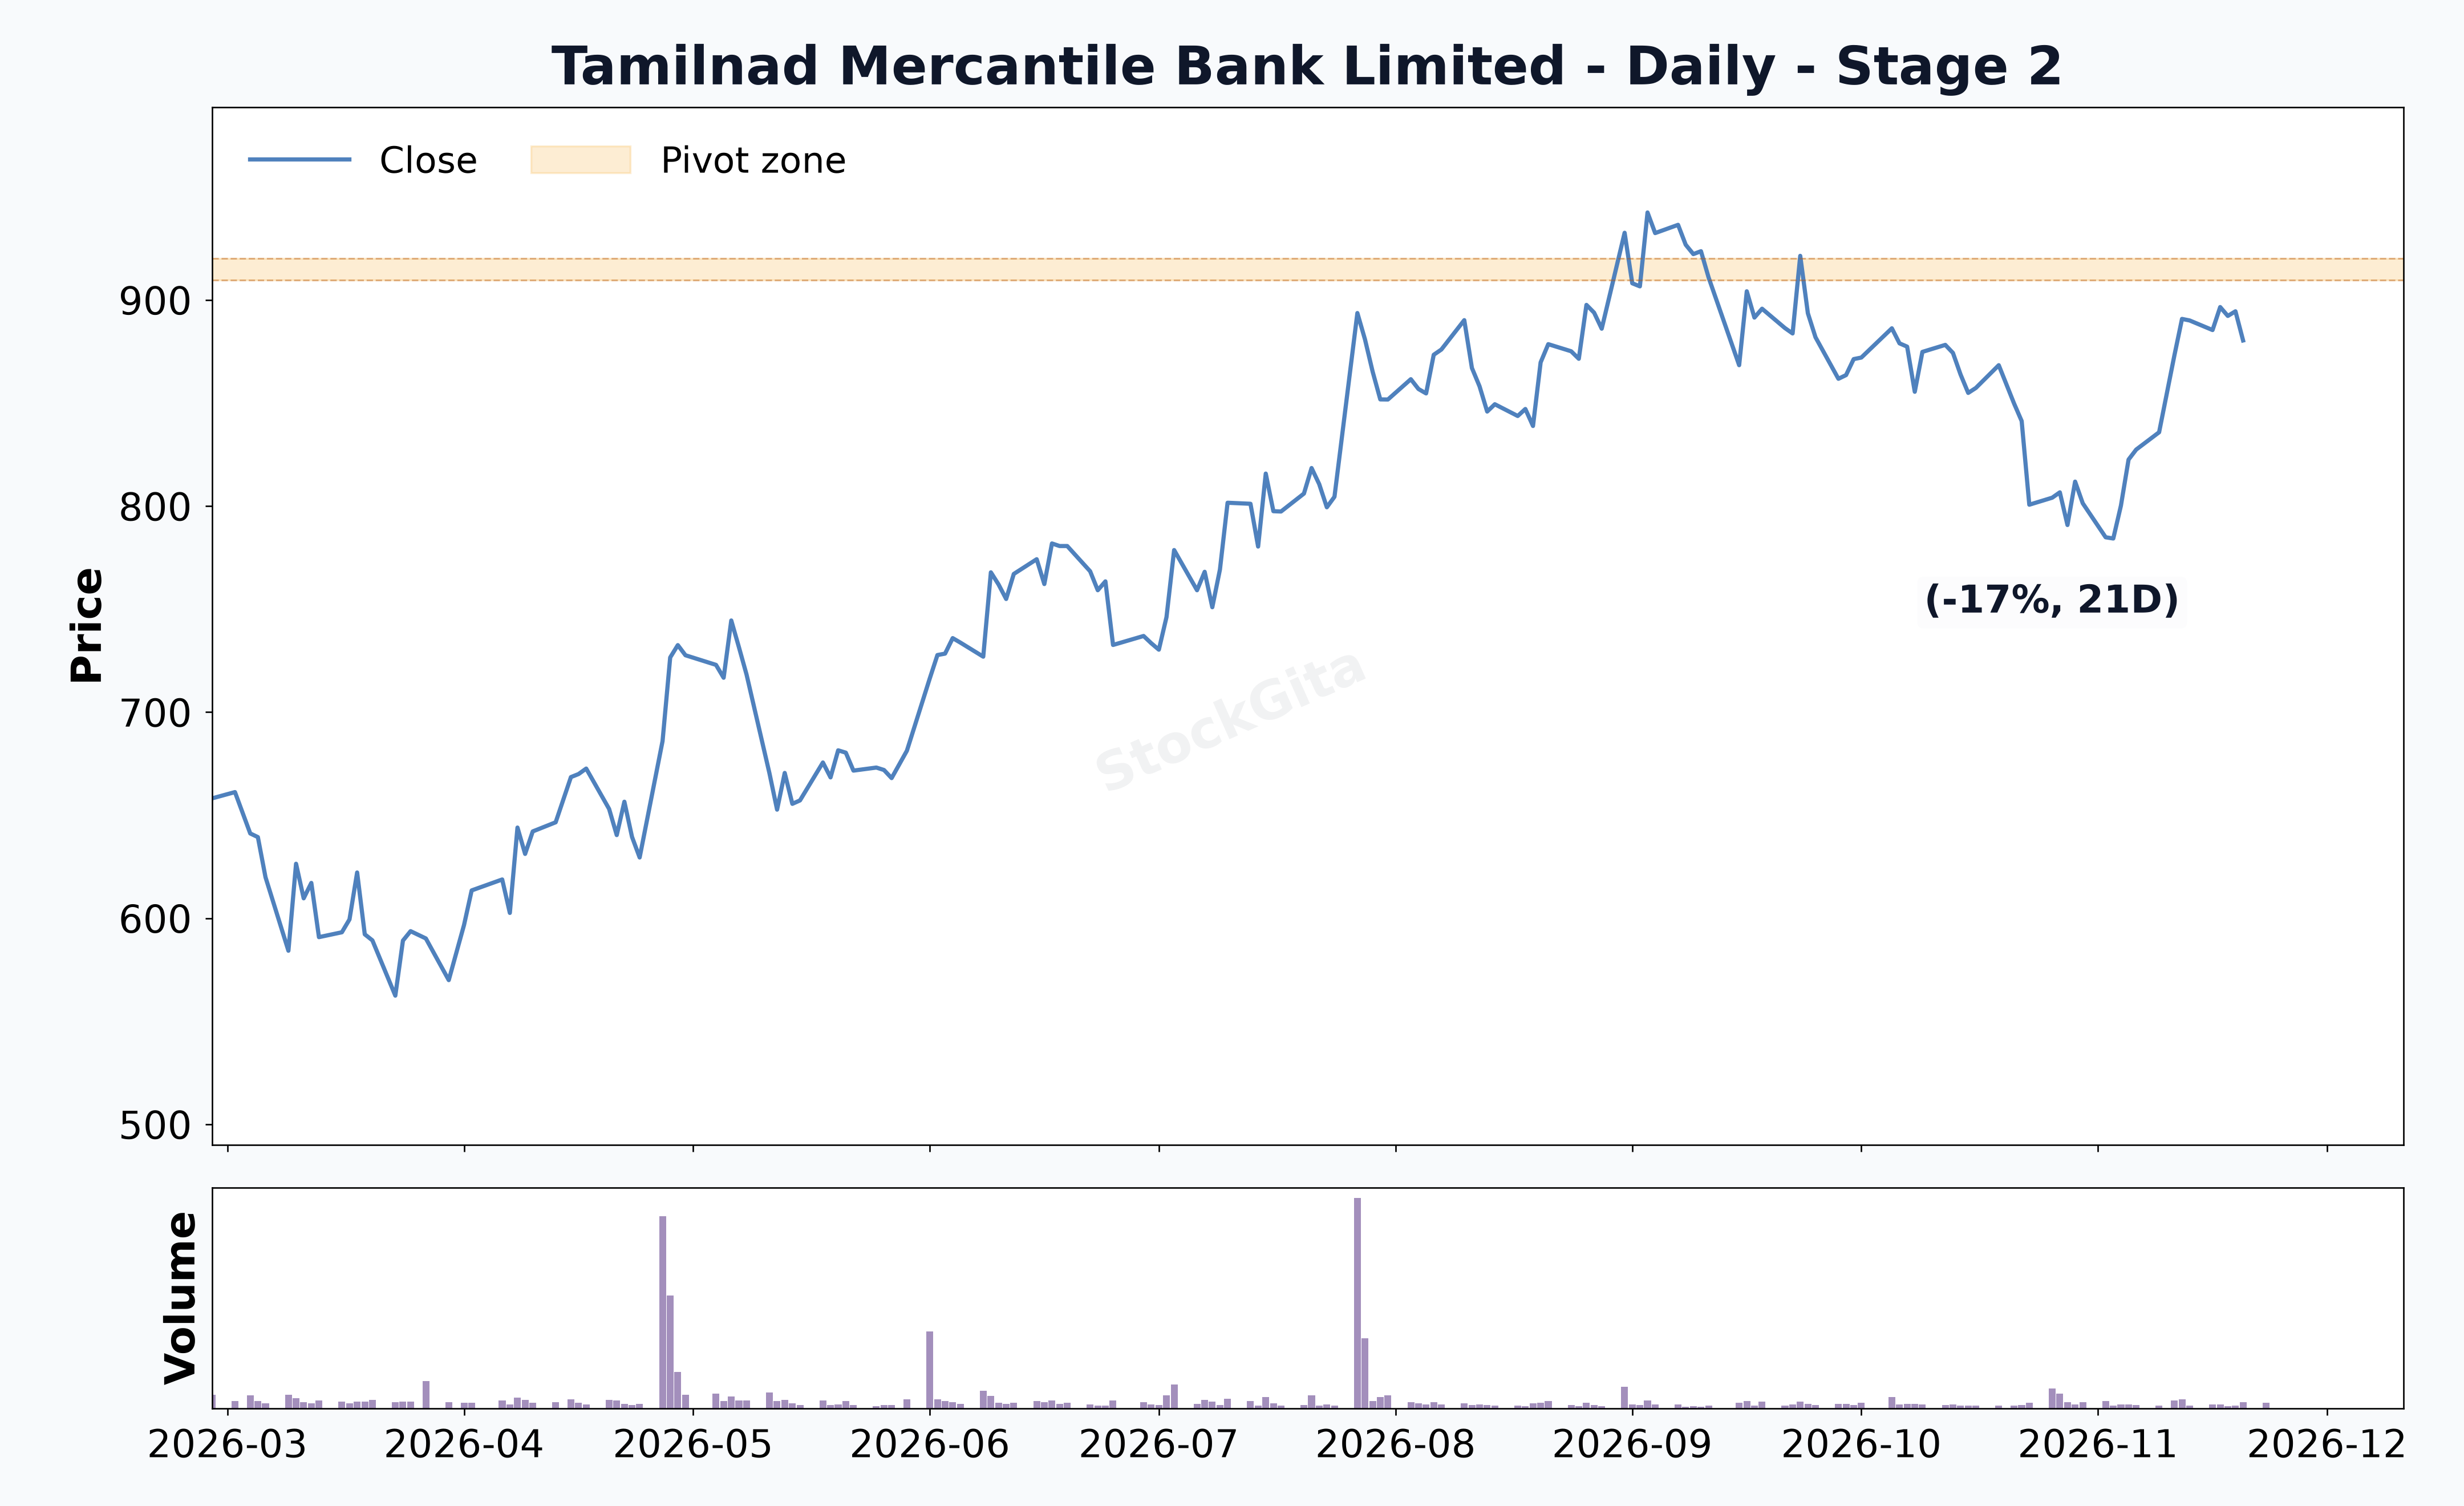 Tamilnad Mercantile Bank Limited - Daily - Stage 2
Close
Pivot zone
900
800
700
600
500
Price
(-17%, 21D)
StockGita
Volume
2026-03
2026-04
2026-05
2026-06
2026-07
2026-08
2026-09
2026-10
2026-11
2026-12